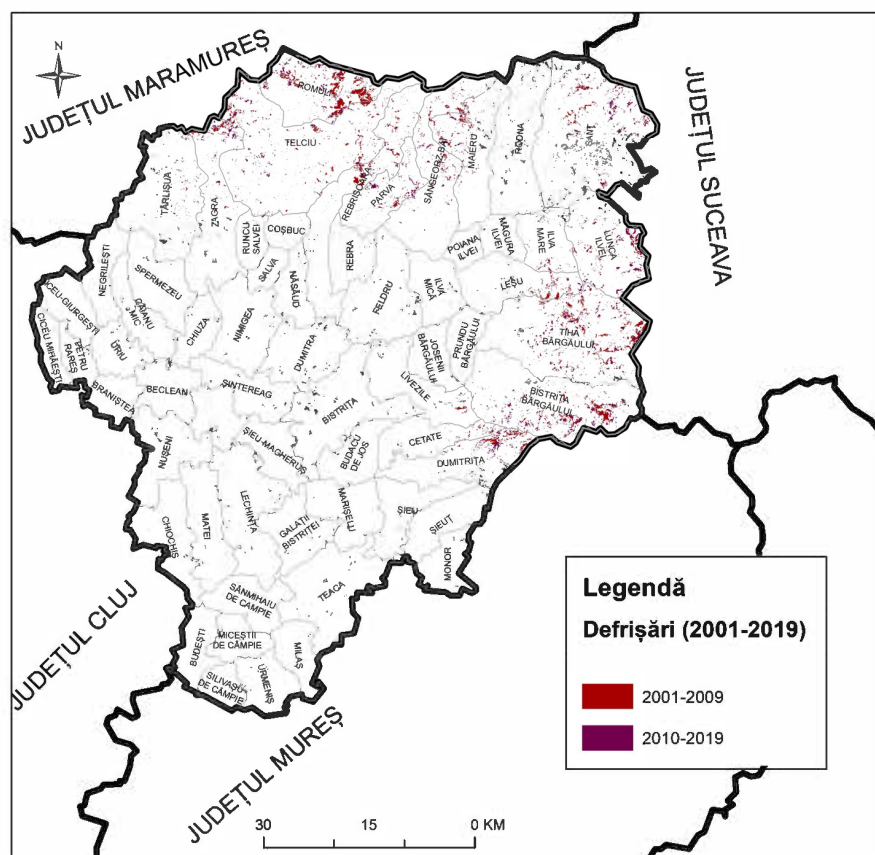 N
JUDEȚUL MARAMUREȘ
JUDEȚUL SUCEAVA
ROMULI
TELCIU
REBRIȘOARA
PARVA
SÂNGEORZ-BĂI
MAIERU
RODNA
ȘANȚ
TÂRLIȘUA
ZAGRA
RUNCU
SALVEI
COȘBUC
SALVA
REBRA
POIANA
ILVEI
MĂGURA
ILVEI
ILVA
MARE
LUNCA
ILVEI
NEGRILEȘTI
SPERMEZEU
NĂSĂUD
FELDRU
ILVA
MICĂ
LEȘU
CICEU-GIURGEȘTI
CICEU MIHĂEȘTI
PETRU
RAREȘ
URIU
CĂIANU
MIC
CHIUZA
NIMIGEA
DUMITRA
JOSENII
BÂRGĂULUI
PRUNDU
BÂRGĂULUI
TIHA
BÂRGĂULUI
BRANIȘTEA
BECLEAN
ȘINTEREAG
BISTRIȚA
LIVEZILE
BISTRIȚA
BÂRGĂULUI
NUȘENI
ȘIEU-MĂGHERUȘ
BUDACU
DE JOS
CETATE
DUMITRIȚA
CHIOCHIȘ
MATEI
LECHINȚA
GALAȚII
BISTRIȚEI
MĂRIȘELU
ȘIEU
ȘIEUȚ
MONOR
SÂNMIHAIU
DE CÂMPIE
TEACA
BUDEȘTI
MICEȘTII
DE CÂMPIE
MILAȘ
SILIVAȘU
DE CÂMPIE
URMENIȘ
JUDEȚUL CLUJ
JUDEȚUL MUREȘ
Legendă
Defrișări (2001-2019)
2001-2009
2010-2019
30 15 0 KM